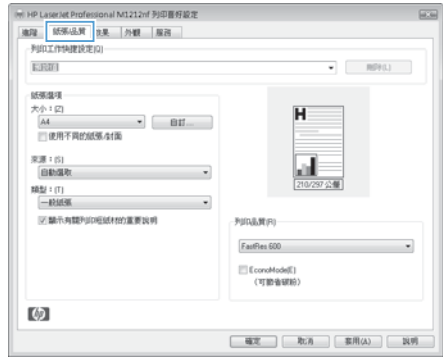 HP LaserJet Professional M1212nf 列印喜好設定
進階 紙張/品質 效果 外觀 服務
列印工作快捷設定(Q)
刪除(L)
紙張選項
大小：(Z)
A4
自訂...
使用不同的紙張/封面
來源：(S)
自動選取
類型：(T)
一般紙張
顯示有關列印紙材的重要說明
H
210/297 公釐
列印品質(R)
FastRes 600
EconoMode(E)
(可節省碳粉)
hp
確定 取消 套用(A) 說明